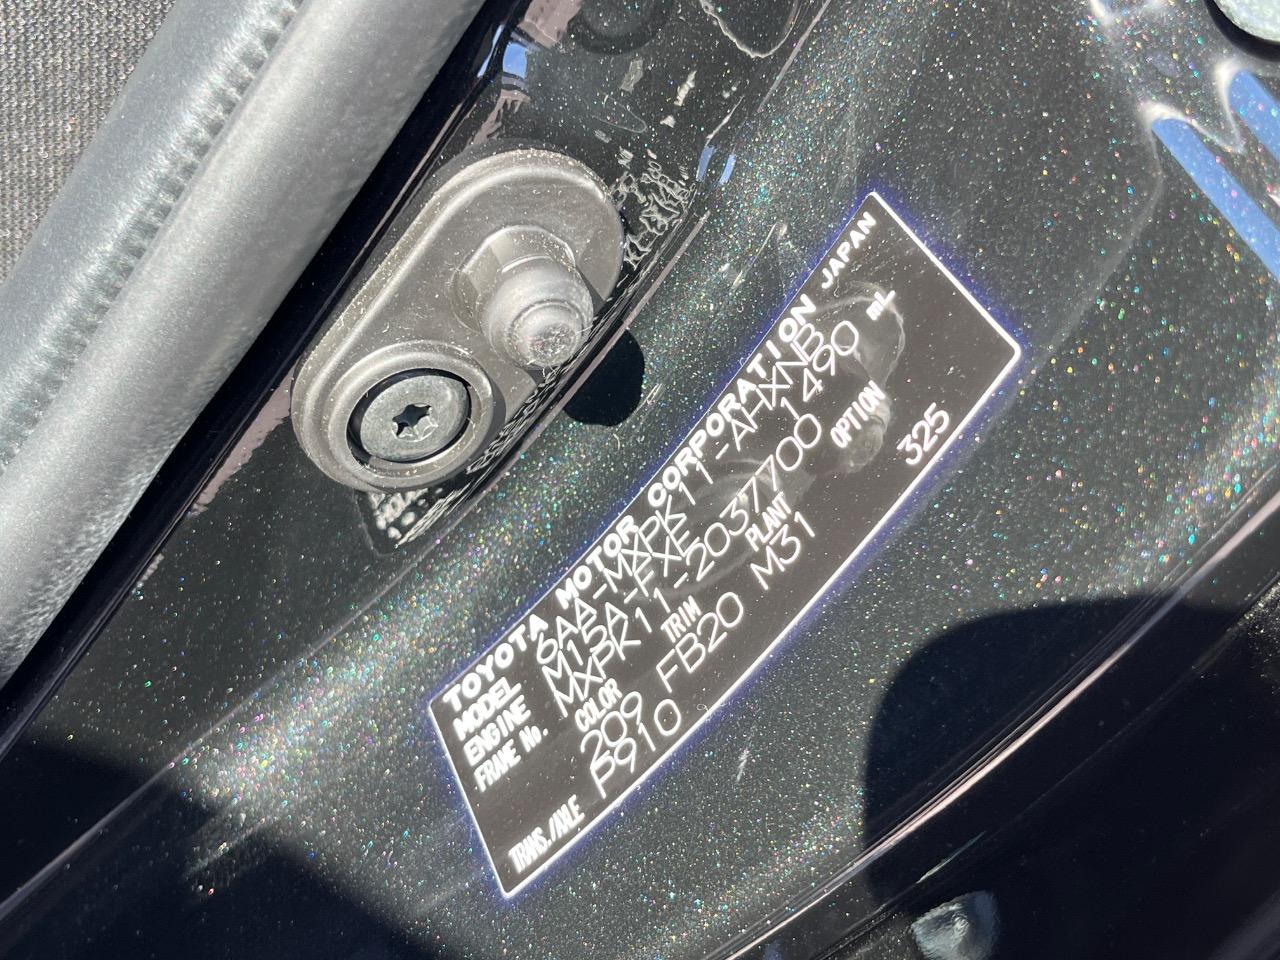 TOYOTA MOTOR CORPORATION JAPAN
MODEL 6AA-MXPK11-AHXNB
ENGINE M15A-FXE 1490 mL
FRAME No. MXPK11-2037700
COLOR TRIM PLANT OPTION
209 FB20 M31 325
TRANS./AXLE P910